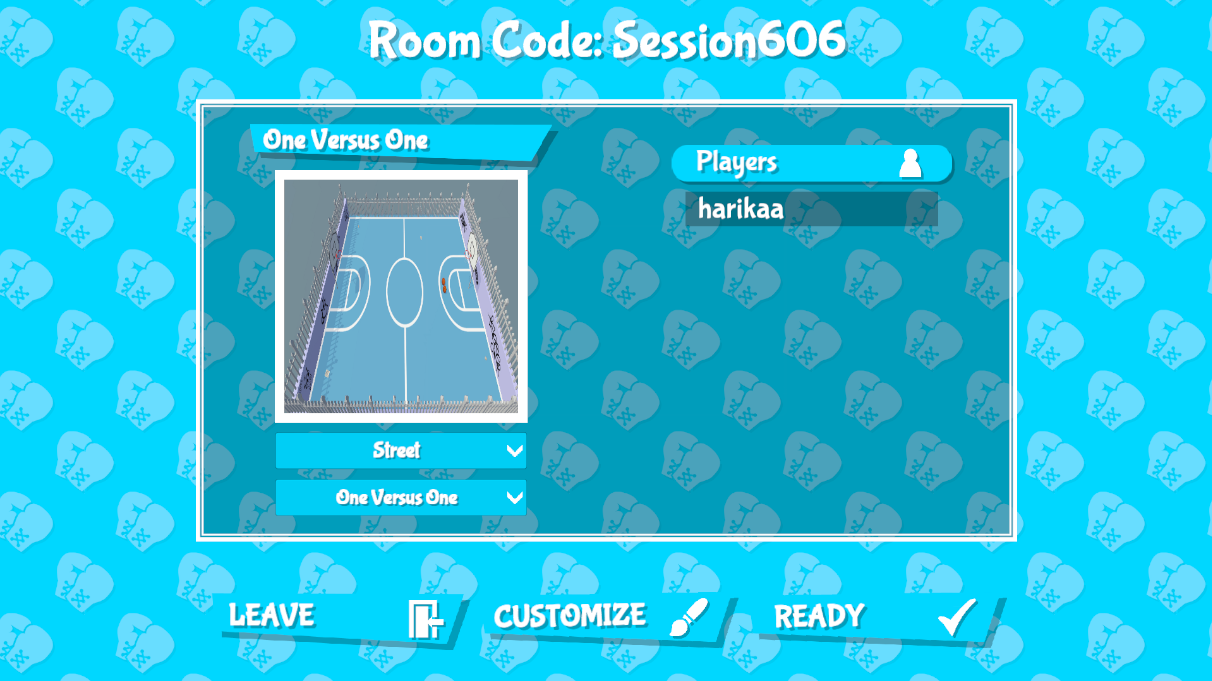 Room Code: Session606
One Versus One
Players
harikaa
Street
One Versus One
LEAVE
CUSTOMIZE
READY